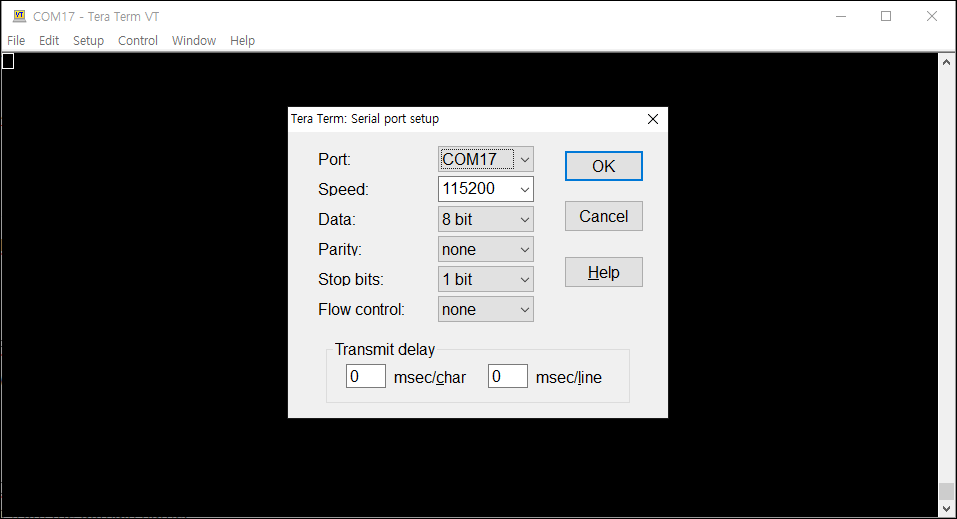 COM17 - Tera Term VT
File Edit Setup Control Window Help
Tera Term: Serial port setup
Port: COM17
OK
Speed: 115200
Data: 8 bit
Cancel
Parity: none
Stop bits: 1 bit
Help
Flow control: none
Transmit delay
0 msec/char 0 msec/line